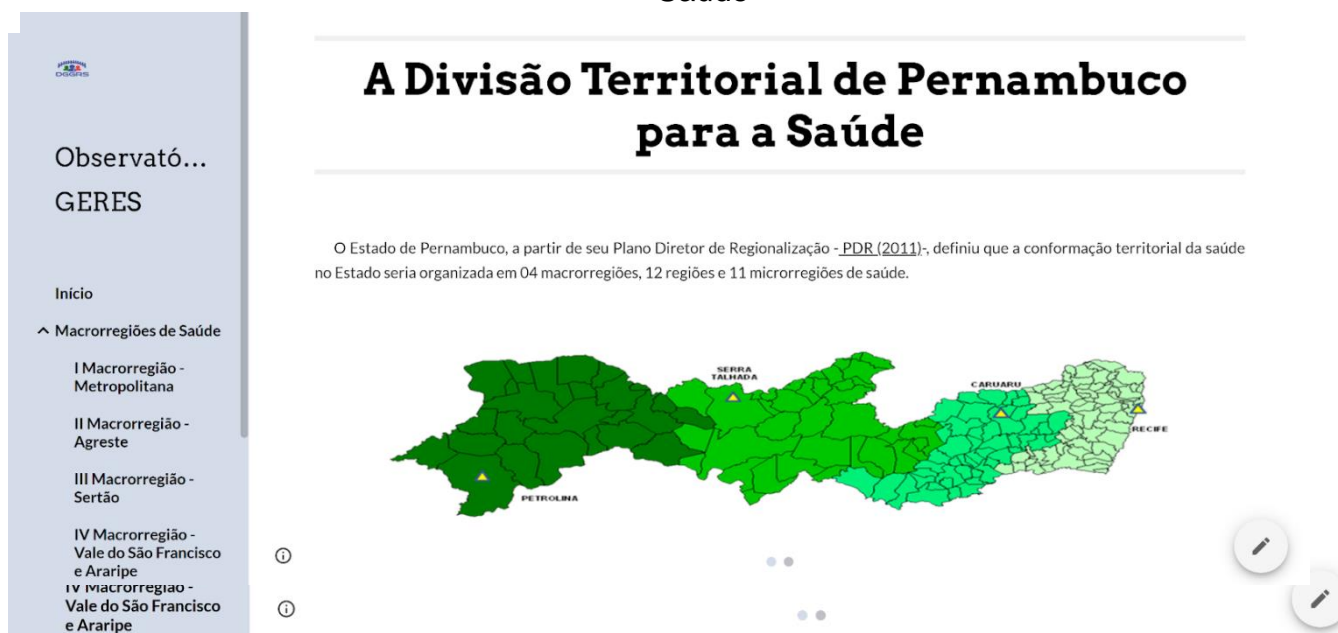 Saúde
DGGRS
Observató...
GERES
Início
Macrorregiões de Saúde
I Macrorregião -
Metropolitana
II Macrorregião -
Agreste
III Macrorregião -
Sertão
IV Macrorregião -
Vale do São Francisco
e Araripe
IV Macrorregião -
Vale do São Francisco
e Araripe
A Divisão Territorial de Pernambuco
para a Saúde
O Estado de Pernambuco, a partir de seu Plano Diretor de Regionalização - PDR (2011)-, definiu que a conformação territorial da saúde
no Estado seria organizada em 04 macrorregiões, 12 regiões e 11 microrregiões de saúde.
SERRA
TALHADA
CARUARU
RECIFE
PETROLINA